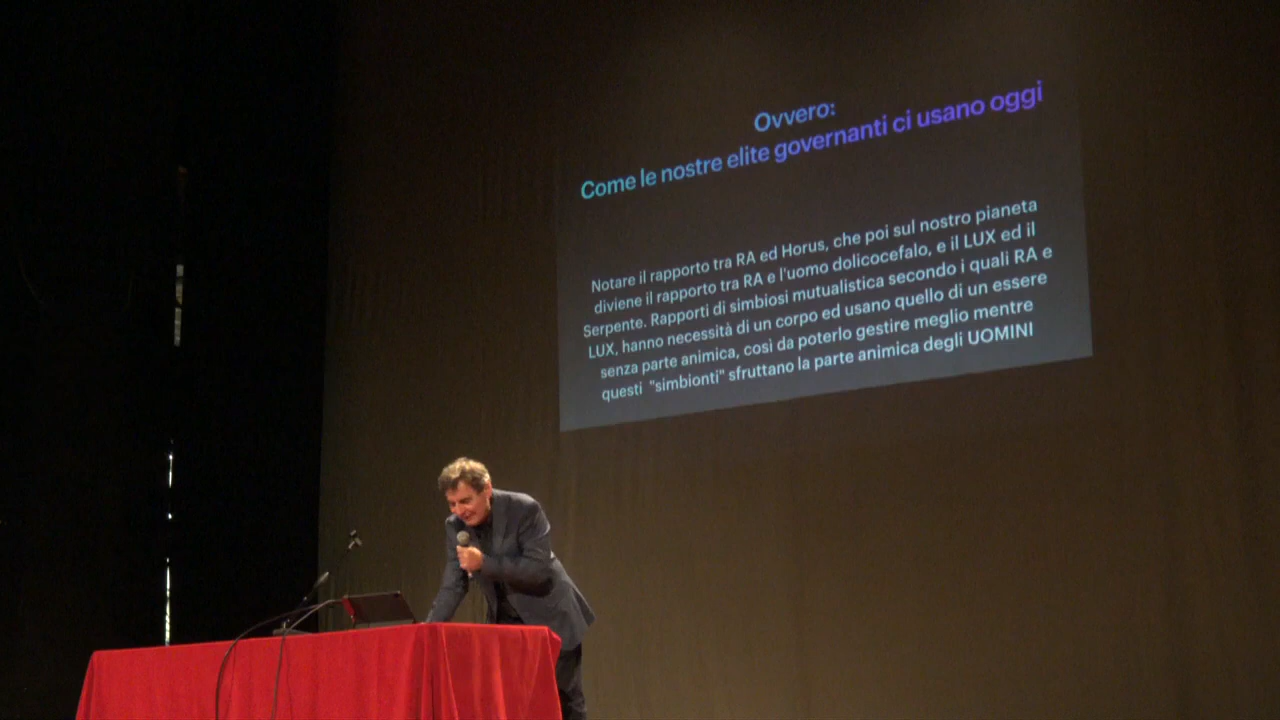 Ovvero:
Come le nostre elite governanti ci usano oggi
Notare il rapporto tra RA ed Horus, che poi sul nostro pianeta
diviene il rapporto tra RA e l'uomo dolicocefalo, e il LUX ed il
Serpente. Rapporti di simbiosi mutualistica secondo i quali RA e
LUX, hanno necessità di un corpo ed usano quello di un essere
senza parte animica, così da poterlo gestire meglio mentre
questi "simbionti" sfruttano la parte animica degli UOMINI